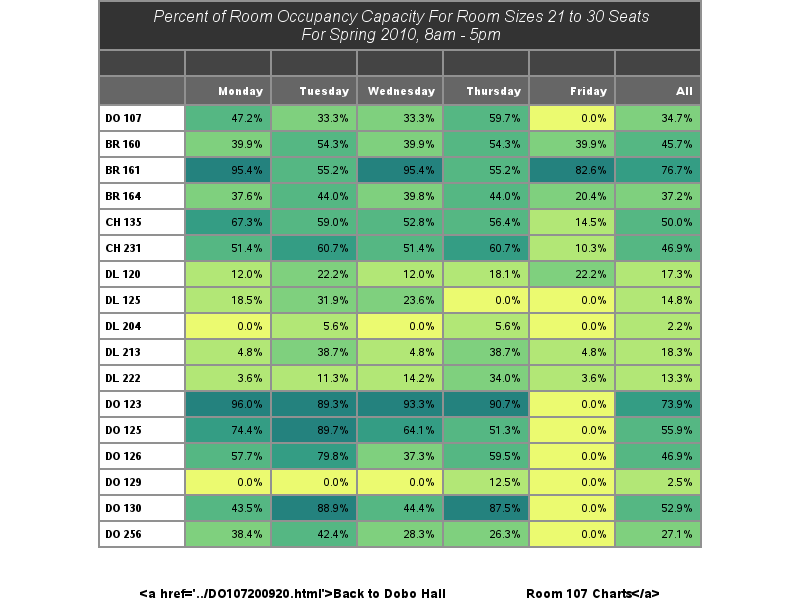 Percent of Room Occupancy Capacity For Room Sizes 21 to 30 Seats
For Spring 2010, 8am - 5pm
Monday Tuesday Wednesday Thursday Friday All
DO 107 47.2% 33.3% 33.3% 59.7% 0.0% 34.7%
BR 160 39.9% 54.3% 39.9% 54.3% 39.9% 45.7%
BR 161 95.4% 55.2% 95.4% 55.2% 82.6% 76.7%
BR 164 37.6% 44.0% 39.8% 44.0% 20.4% 37.2%
CH 135 67.3% 59.0% 52.8% 56.4% 14.5% 50.0%
CH 231 51.4% 60.7% 51.4% 60.7% 10.3% 46.9%
DL 120 12.0% 22.2% 12.0% 18.1% 22.2% 17.3%
DL 125 18.5% 31.9% 23.6% 0.0% 0.0% 14.8%
DL 204 0.0% 5.6% 0.0% 5.6% 0.0% 2.2%
DL 213 4.8% 38.7% 4.8% 38.7% 4.8% 18.3%
DL 222 3.6% 11.3% 14.2% 34.0% 3.6% 13.3%
DO 123 96.0% 89.3% 93.3% 90.7% 0.0% 73.9%
DO 125 74.4% 89.7% 64.1% 51.3% 0.0% 55.9%
DO 126 57.7% 79.8% 37.3% 59.5% 0.0% 46.9%
DO 129 0.0% 0.0% 0.0% 12.5% 0.0% 2.5%
DO 130 43.5% 88.9% 44.4% 87.5% 0.0% 52.9%
DO 256 38.4% 42.4% 28.3% 26.3% 0.0% 27.1%
<a href='../DO107200920.html'>Back to Dobo Hall Room 107 Charts</a>